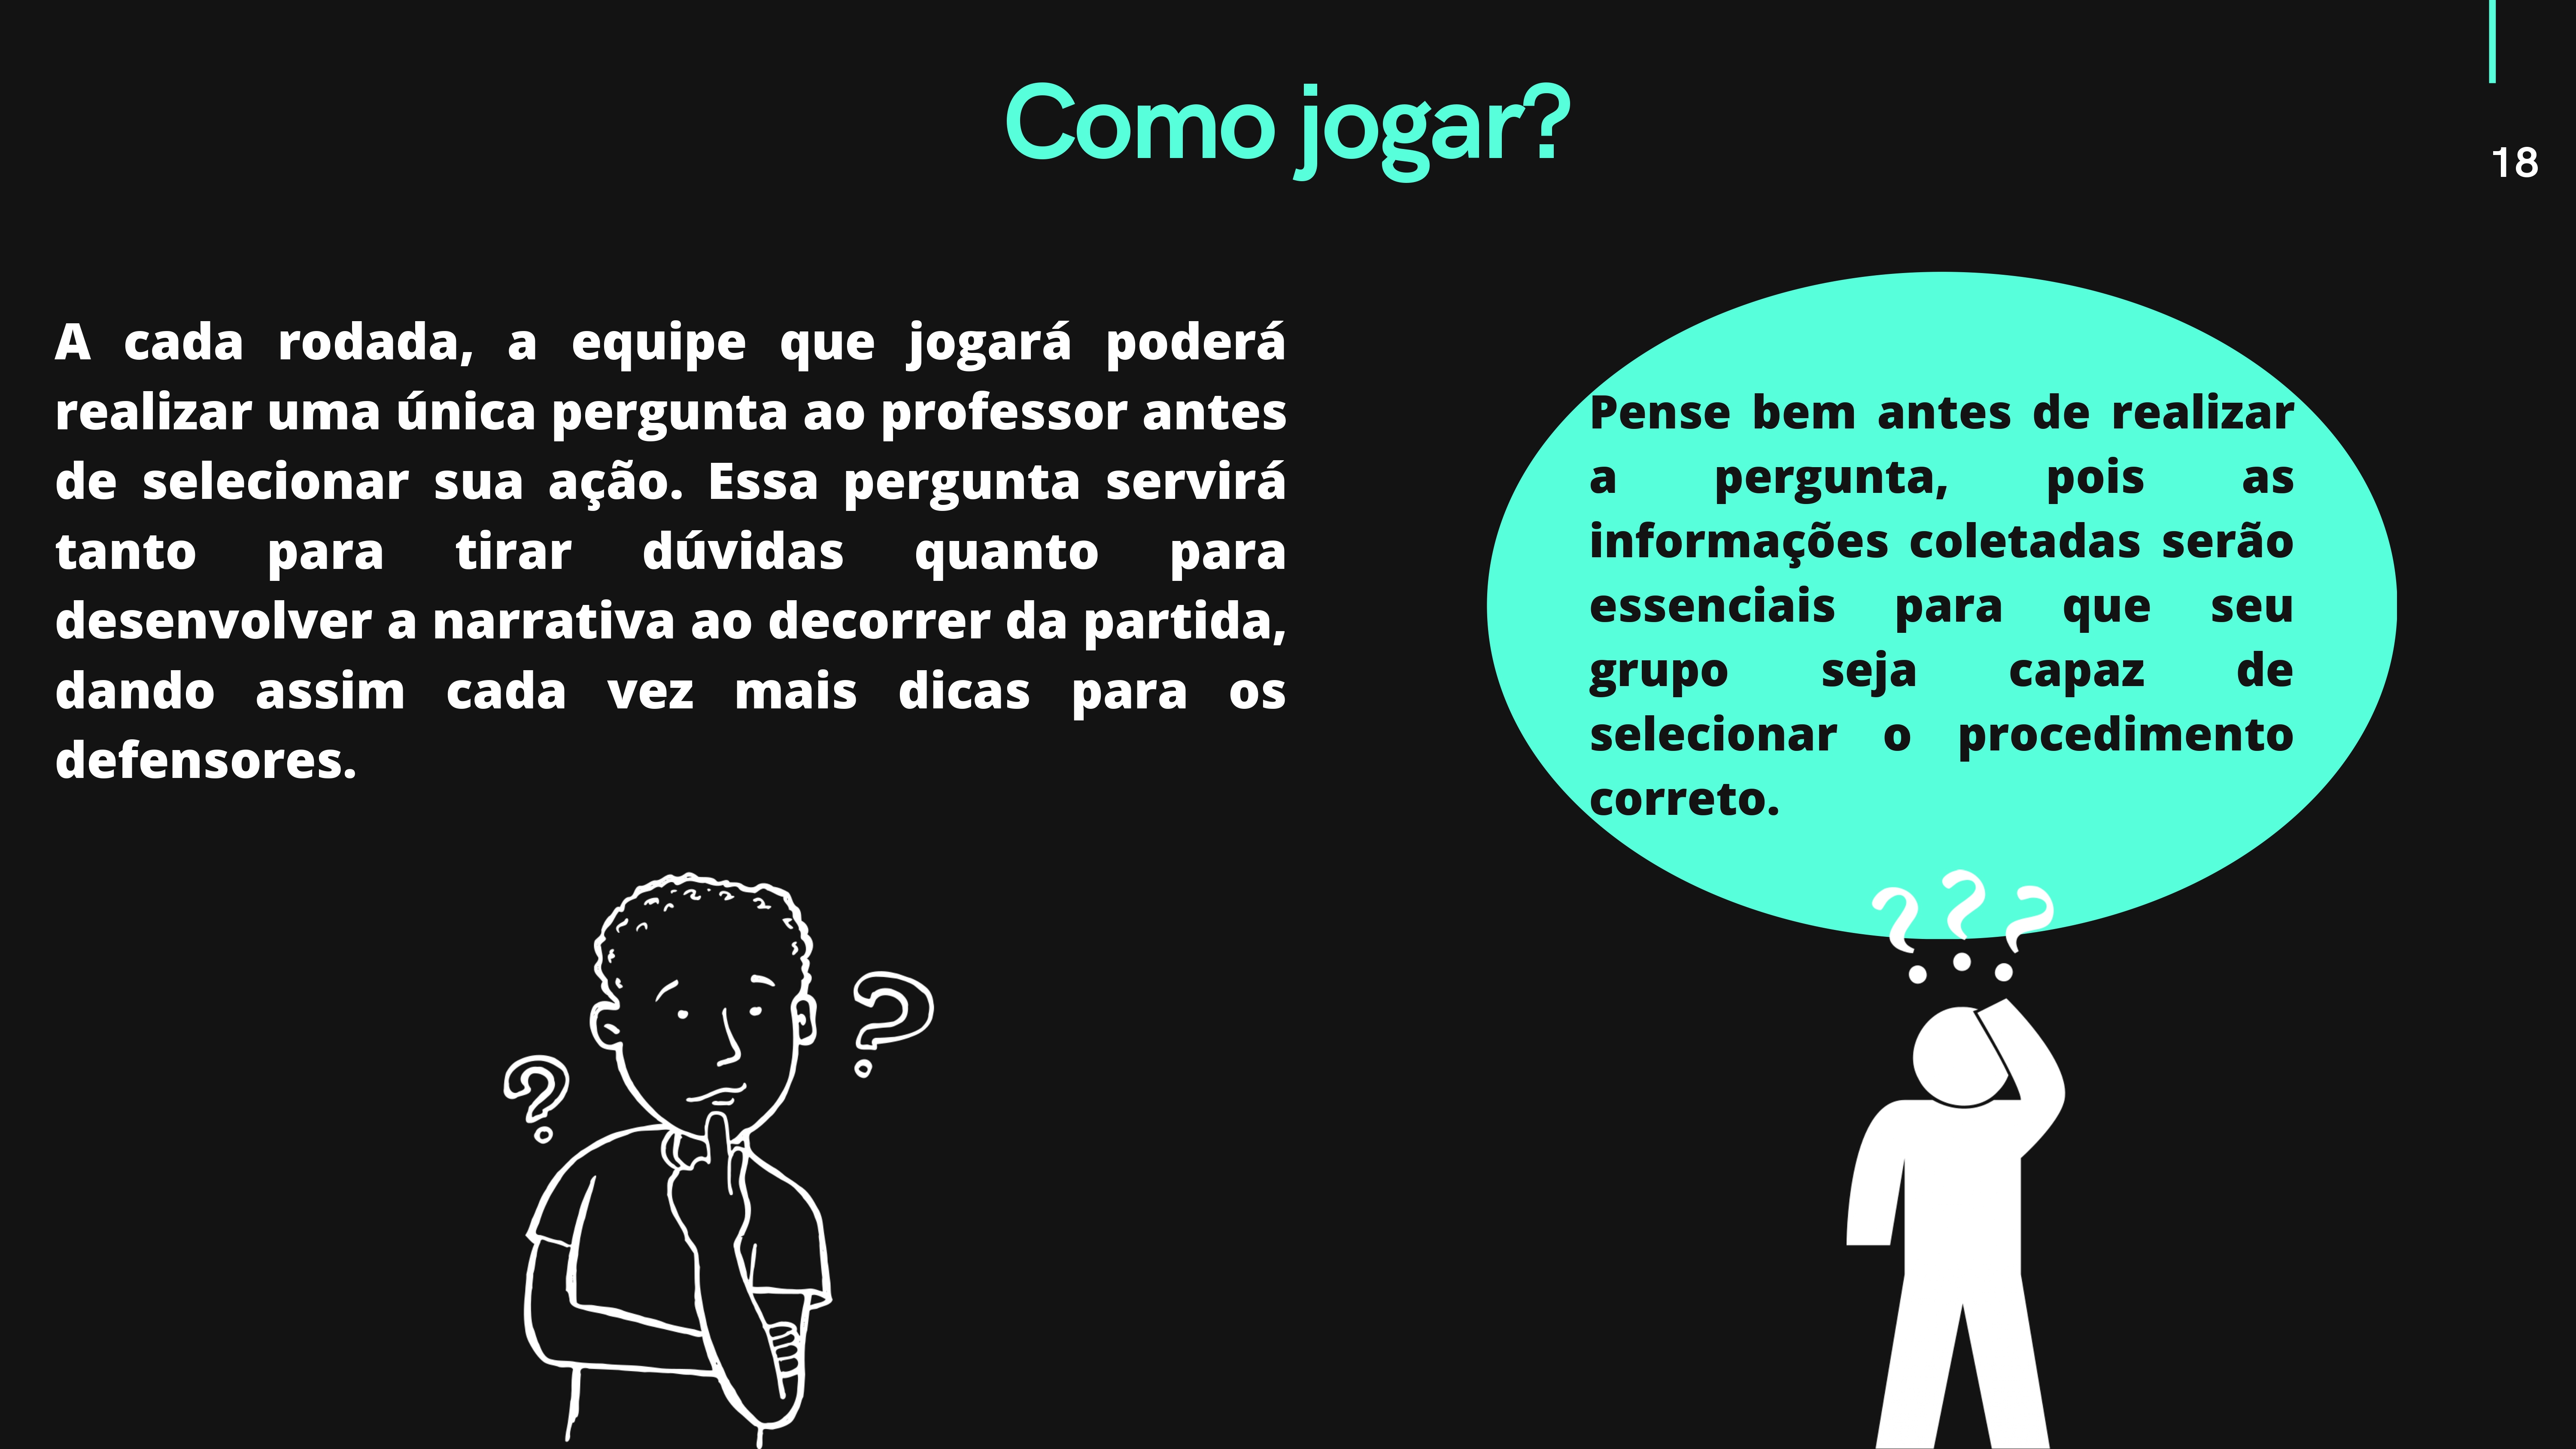 Como jogar?
18
A cada rodada, a equipe que jogará poderá
realizar uma única pergunta ao professor antes
de selecionar sua ação. Essa pergunta servirá
tanto para tirar dúvidas quanto para
desenvolver a narrativa ao decorrer da partida,
dando assim cada vez mais dicas para os
defensores.
Pense bem antes de realizar
a pergunta, pois as
informações coletadas serão
essenciais para que seu
grupo seja capaz de
selecionar o procedimento
correto.
? ? ?
?
?